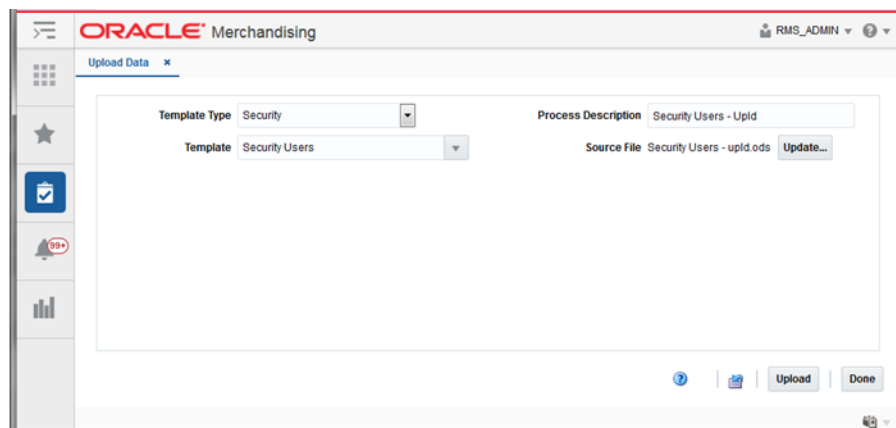 ORACLE® Merchandising
RMS_ADMIN
Upload Data ×
Template Type Security
Process Description Security Users - Upld
Template Security Users
Source File Security Users - upld.ods Update...
99+
Upload
Done